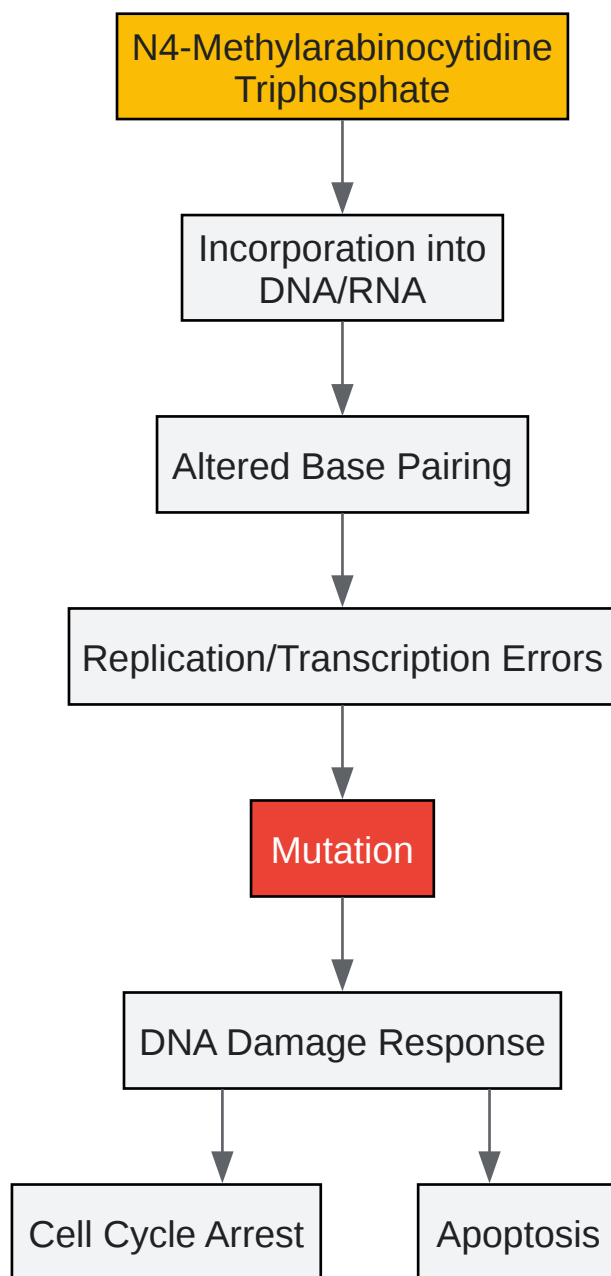 N4-Methylarabinocytidine
Triphosphate
Incorporation into
DNA/RNA
Altered Base Pairing
Replication/Transcription Errors
Mutation
DNA Damage Response
Cell Cycle Arrest
Apoptosis